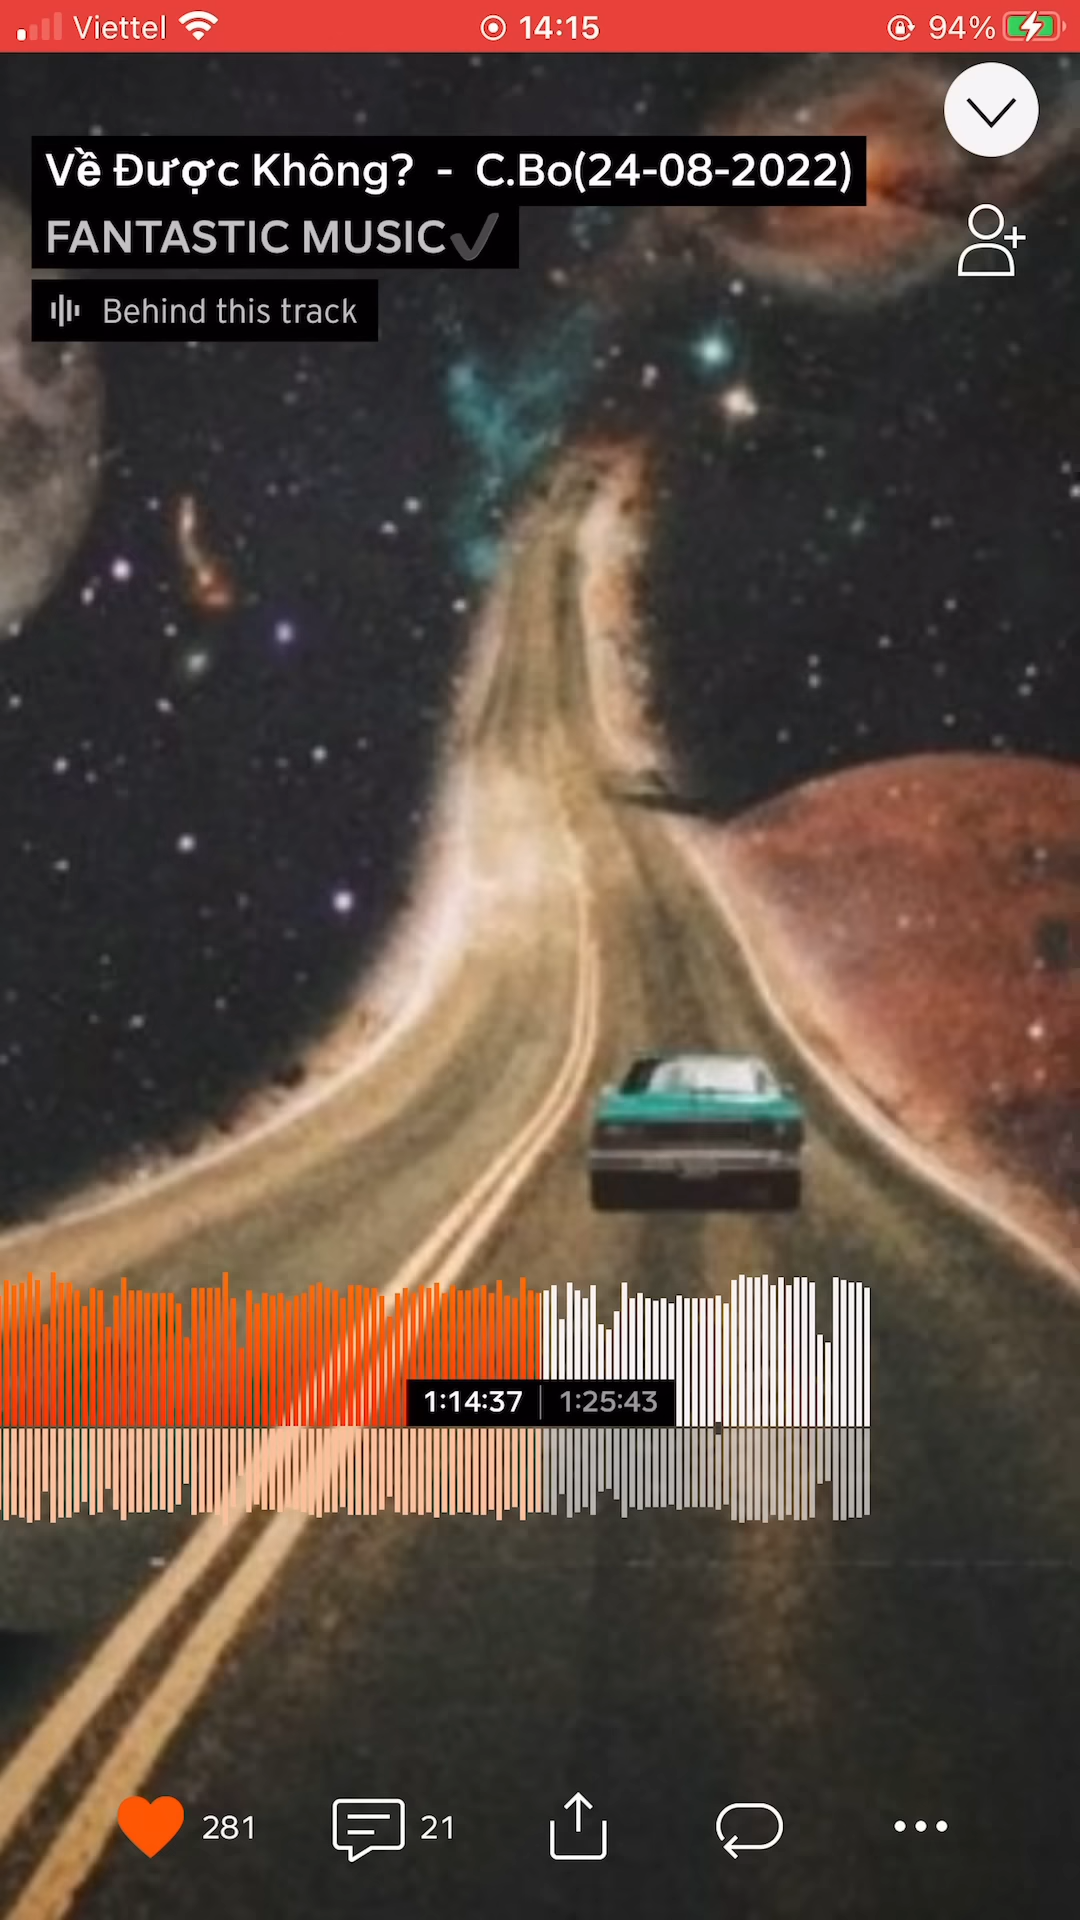 Viettel 14:15 94%
Về Được Không? - C.Bo(24-08-2022)
FANTASTIC MUSIC✔
Behind this track
1:14:37 | 1:25:43
281 21